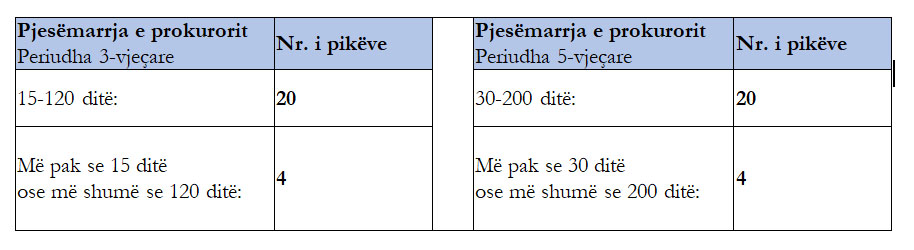 Pjesëmarrja e prokurorit
Periudha 3-vjeçare
Nr. i pikëve
15-120 ditë:
20
Më pak se 15 ditë
ose më shumë se 120 ditë:
4
Pjesëmarrja e prokurorit
Periudha 5-vjeçare
Nr. i pikëve
30-200 ditë:
20
Më pak se 30 ditë
ose më shumë se 200 ditë:
4